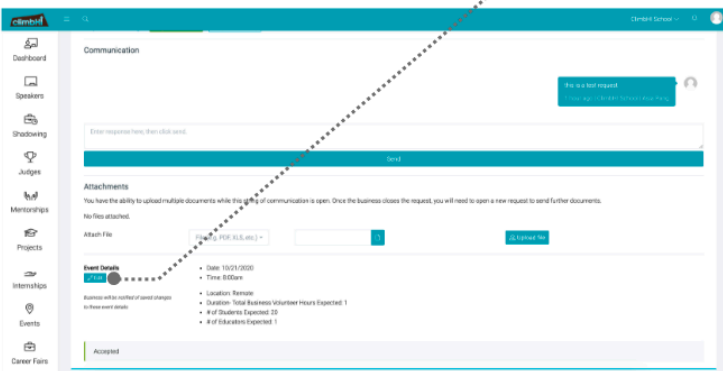 climbHI
Climbhi School
Dashboard
Speakers
Shadowing
Judges
Mentorships
Projects
Internships
Events
Career Fairs
Communication
this is a test request
Enter response here, then click send.
Send
Attachments
You have the ability to upload multiple documents while this string of communication is open. Once the business closes the request, you will need to open a new request to send further documents.
No files attached.
Attach File
File (e.g. PDF, XLS, etc.)
Upload file
Event Details
Edit
Business will be notified of saved changes
to these event details.
• Date: 10/21/2020
• Time: 8:00am
• Location: Remote
• Duration- Total Business Volunteer Hours Expected: 1
• # of Students Expected: 20
• # of Educators Expected: 1
Accepted